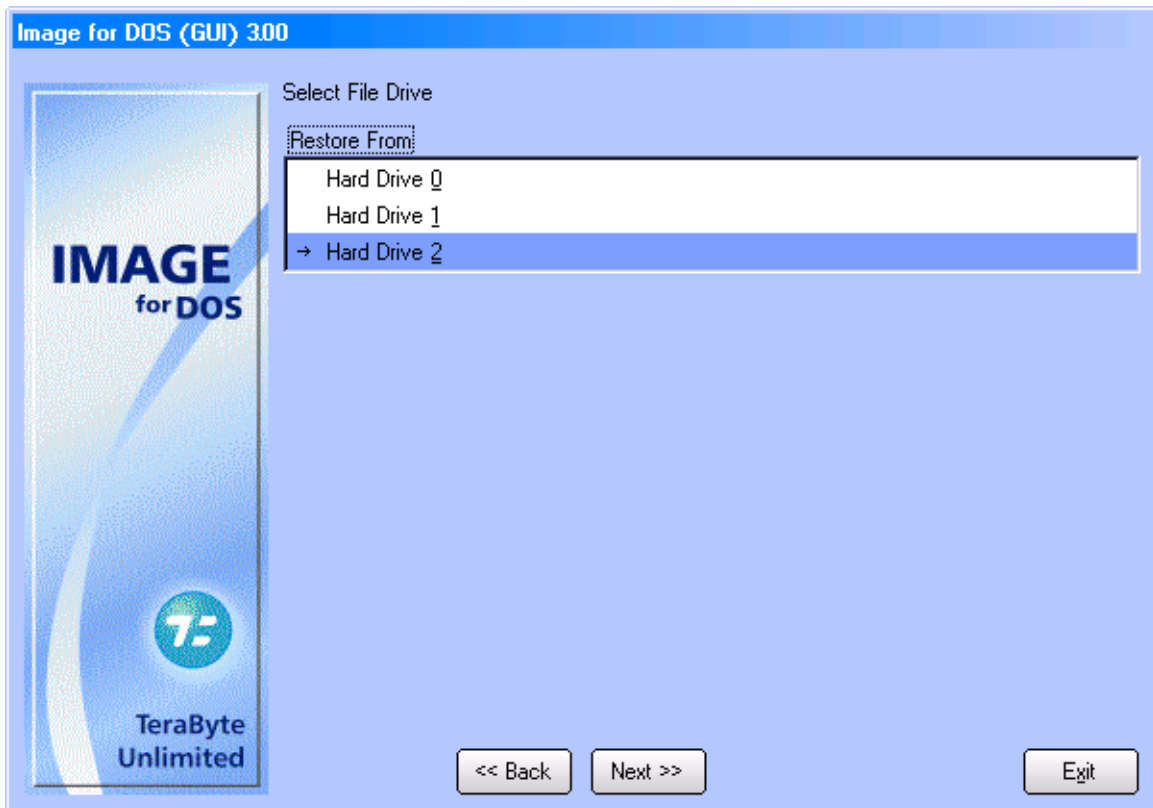 Image for DOS (GUI) 3.00
Select File Drive
Restore From
Hard Drive 0
Hard Drive 1
→ Hard Drive 2
IMAGE
for DOS
TeraByte
Unlimited
<< Back
Next >>
Exit